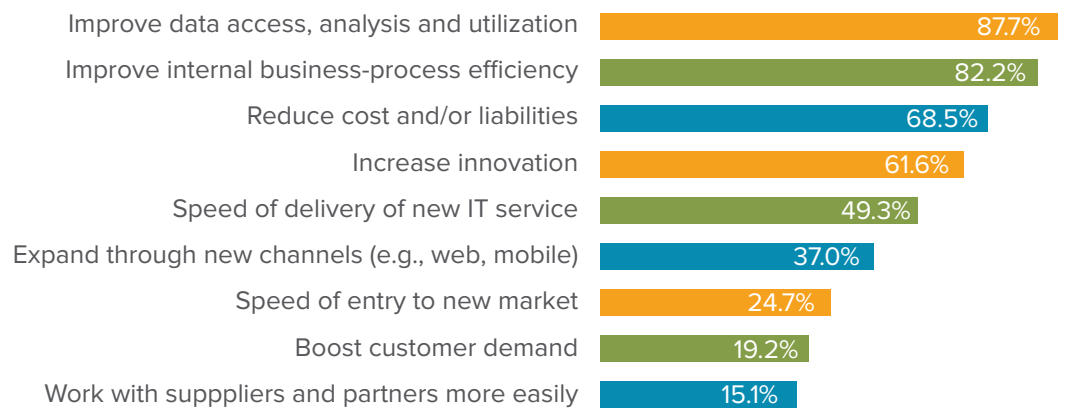 Improve data access, analysis and utilization 87.7%
Improve internal business-process efficiency 82.2%
Reduce cost and/or liabilities 68.5%
Increase innovation 61.6%
Speed of delivery of new IT service 49.3%
Expand through new channels (e.g., web, mobile) 37.0%
Speed of entry to new market 24.7%
Boost customer demand 19.2%
Work with supppliers and partners more easily 15.1%